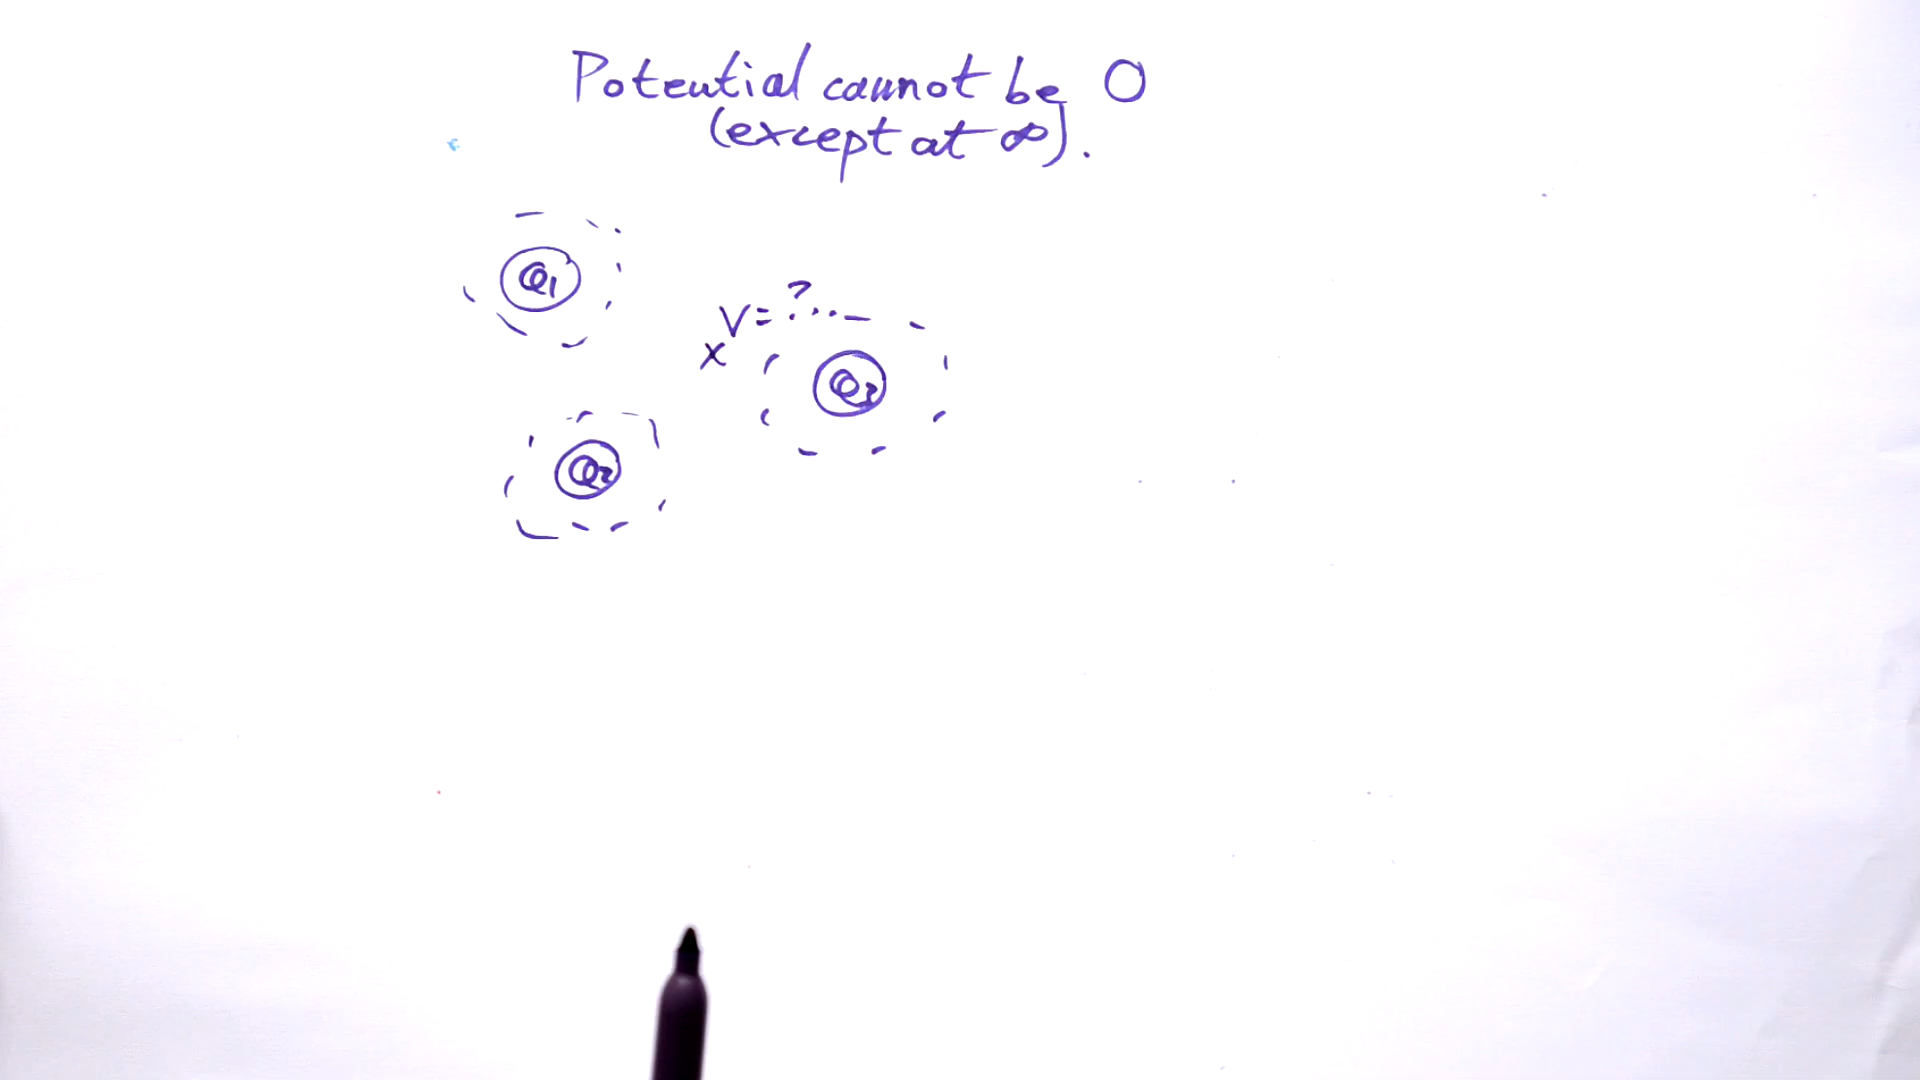 Potential cannot be 0
(except at ∞).
Q1
V = ?
x
Q3
Q2